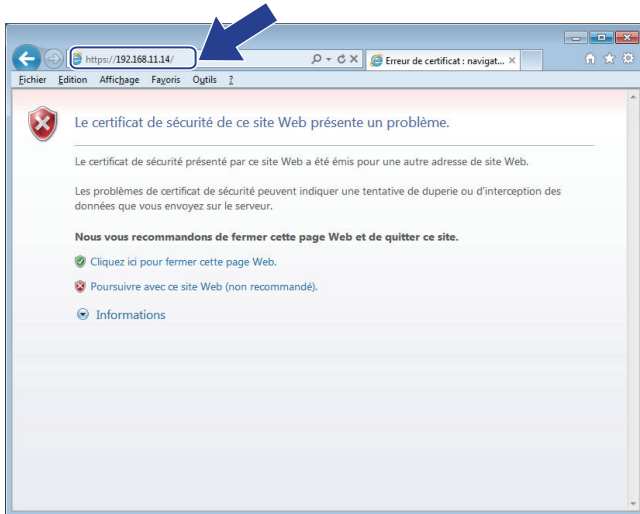 https://192.168.11.14/
Erreur de certificat : navigat...
Fichier Edition Affichage Favoris Outils ?
Le certificat de sécurité de ce site Web présente un problème.
Le certificat de sécurité présenté par ce site Web a été émis pour une autre adresse de site Web.
Les problèmes de certificat de sécurité peuvent indiquer une tentative de duperie ou d'interception des
données que vous envoyez sur le serveur.
Nous vous recommandons de fermer cette page Web et de quitter ce site.
Cliquez ici pour fermer cette page Web.
Poursuivre avec ce site Web (non recommandé).
Informations